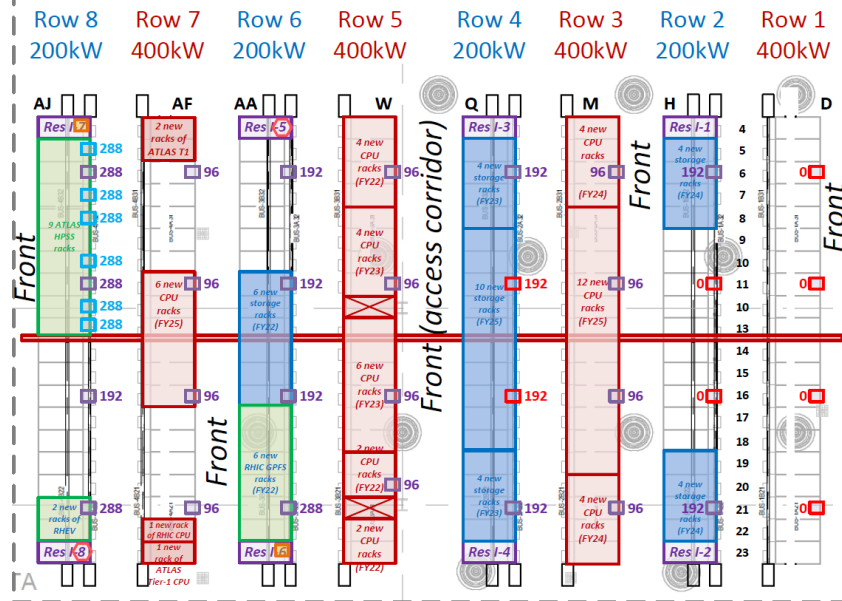 Row 8 Row 7 Row 6 Row 5 Row 4 Row 3 Row 2 Row 1
200kW 400kW 200kW 400kW 200kW 400kW 200kW 400kW
AJ AF AA W Q M H D
Res I-7
288
288
288
288
9 ATLAS
HPSS
racks
288
288
288
288
192
2 new
racks of
RHEV
288
Res I-8
Front
2 new
racks of
ATLAS T1
96
6 new
CPU
racks
(FY25)
96
96
96
1 new rack
of RHIC CPU
1 new
rack of
ATLAS
Tier-1 CPU
Front
Res I-5
192
6 new
storage
racks
(FY22)
192
192
6 new
RHIC GPFS
racks
(FY22)
288
Res I-6
4 new
CPU
racks
(FY22)
96
4 new
CPU
racks
(FY23)
96
6 new
CPU
racks
(FY23)
96
2 new
CPU
racks
(FY22)
96
2 new
CPU
racks
(FY22)
Front (access corridor)
Res I-3
4 new
storage
racks
(FY23)
192
10 new
storage
racks
(FY25)
192
192
4 new
storage
racks
(FY23)
192
Res I-4
4 new
CPU
racks
96
(FY24)
12 new
CPU
racks
(FY25)
96
96
4 new
CPU
racks
(FY24)
96
Front
Res I-1
4 new
storage
racks
(FY24)
192
0
0
4 new
storage
racks
(FY24)
192
Res I-2
0
0
0
0
Front
4
5
6
7
8
9
10
11
12
13
14
15
16
17
18
19
20
21
22
23
TA